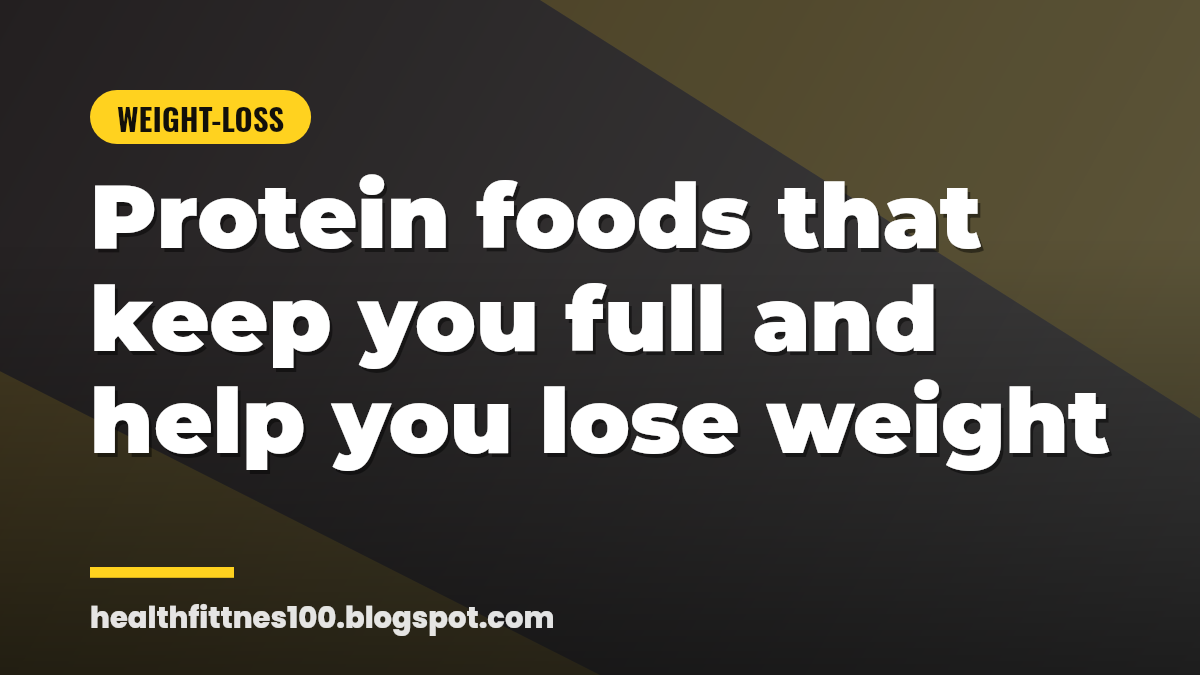 WEIGHT-LOSS
Protein foods that
keep you full and
help you lose weight
healthfittnes100.blogspot.com